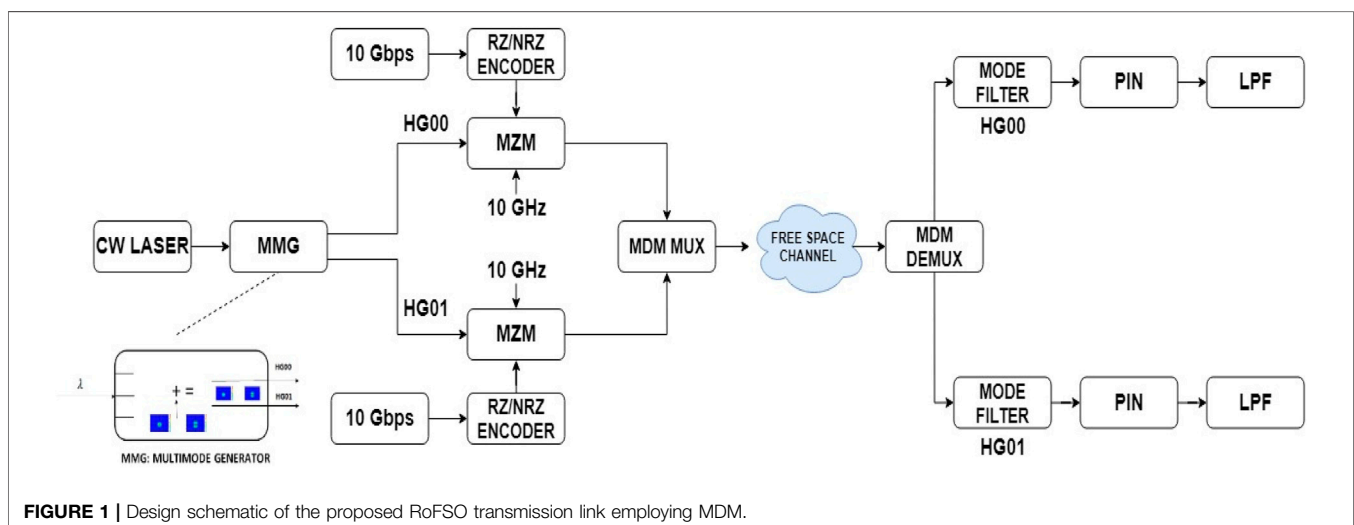 10 Gbps
RZ/NRZ
ENCODER
HG00
MZM
10 GHz
CW LASER
MMG
10 GHz
HG01
MZM
10 Gbps
RZ/NRZ
ENCODER
MDM MUX
FREE SPACE
CHANNEL
MDM
DEMUX
MODE
FILTER
HG00
PIN
LPF
MODE
FILTER
HG01
PIN
LPF
λ
+ =
HG00
HG01
MMG: MULTIMODE GENERATOR
FIGURE 1 | Design schematic of the proposed RoFSO transmission link employing MDM.